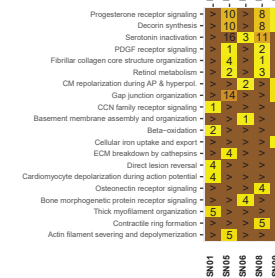 Progesterone receptor signaling > 10 > 8
Decorin synthesis > 10 > 8
Serotonin inactivation > 16 3 11
PDGF receptor signaling > 1 > 2
Fibrillar collagen core structure organization > 4 > 1
Retinol metabolism > 2 > 3
CM repolarization during AP & hyperpol. > > 2 >
Gap junction organization > 14 > >
CCN family receptor signaling 1 > > >
Basement membrane assembly and organization > > 1 >
Beta-oxidation 2 > > >
Cellular iron uptake and export > > > >
ECM breakdown by cathepsins > 4 > >
Direct lesion reversal 4 > > >
Cardiomyocyte depolarization during action potential 4 > > >
Osteonectin receptor signaling > > > 4
Bone morphogenetic protein receptor signaling > > 4 >
Thick myofilament organization 5 > > >
Contractile ring formation > > > 5
Actin filament severing and depolymerization > 5 > >
SN01 SN05 SN06 SN08